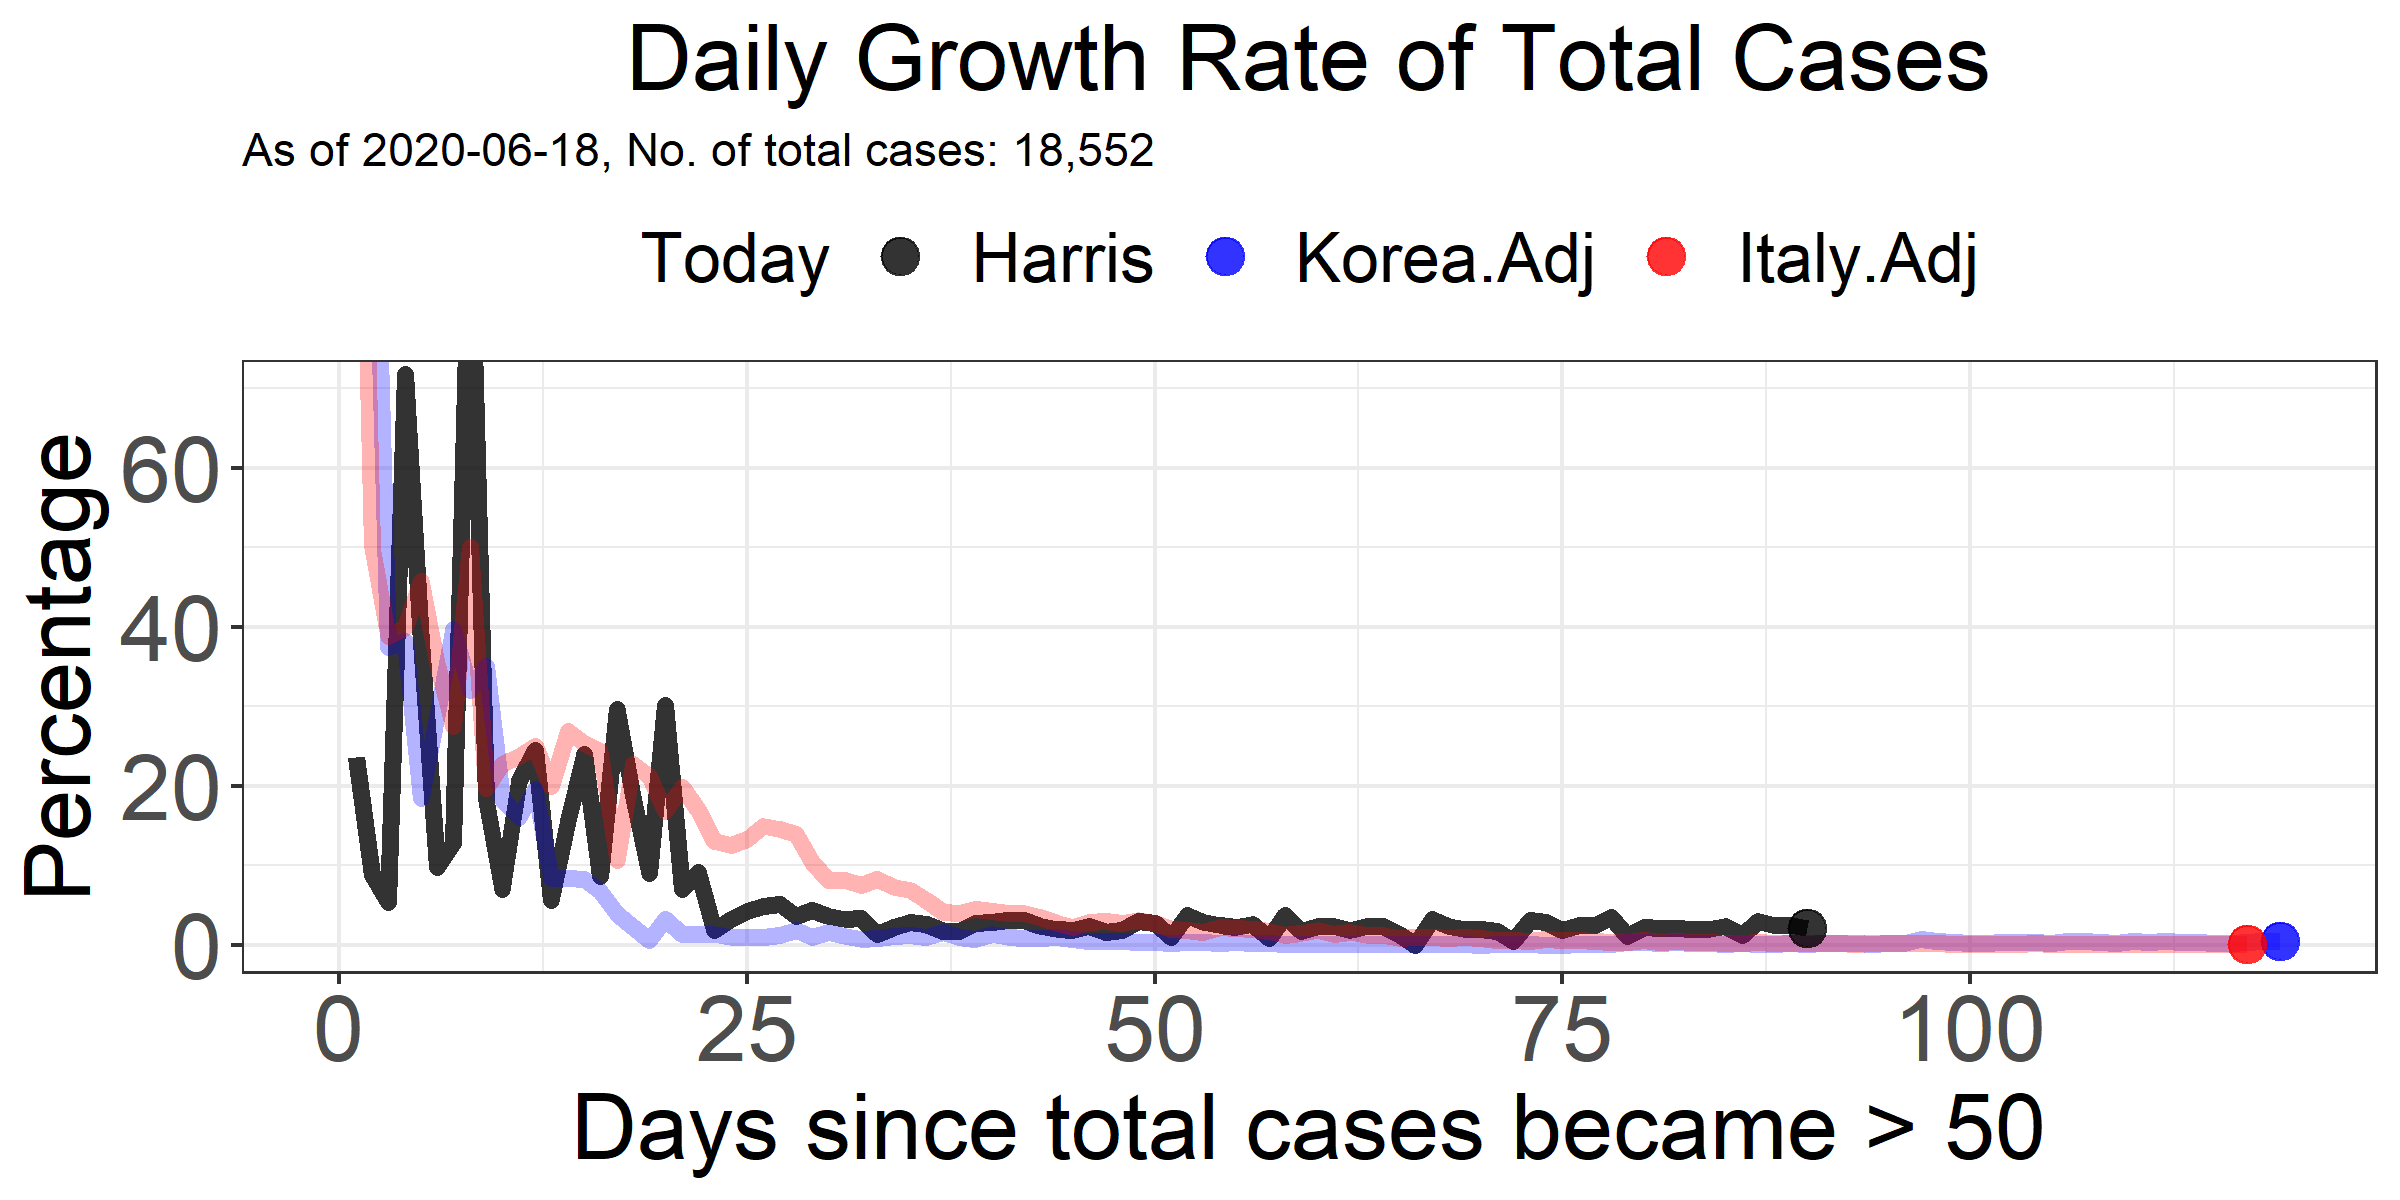 Daily Growth Rate of Total Cases
As of 2020-06-18, No. of total cases: 18,552
Today Harris Korea.Adj Italy.Adj
Percentage
60
40
20
0
0 25 50 75 100
Days since total cases became > 50